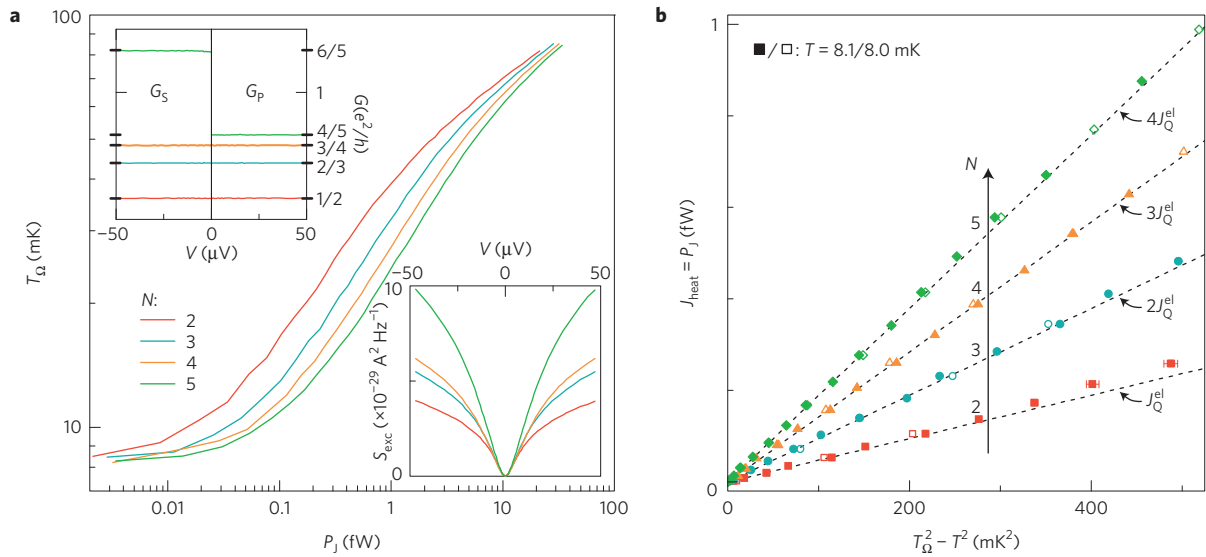 a
100
10
T_Ω (mK)
0.01
0.1
1
10
100
P_J (fW)
N:
2
3
4
5
G_S
G_P
6/5
1
4/5
3/4
2/3
1/2
G(e²/h)
−50
0
50
V (μV)
V (μV)
−50
0
50
10
0
S_exc (×10⁻²⁹ A² Hz⁻¹)
b
■/□: T = 8.1/8.0 mK
1
0
J_heat = P_J (fW)
N
5
4
3
2
4J_Q^el
3J_Q^el
2J_Q^el
J_Q^el
0
200
400
T_Ω² − T² (mK²)